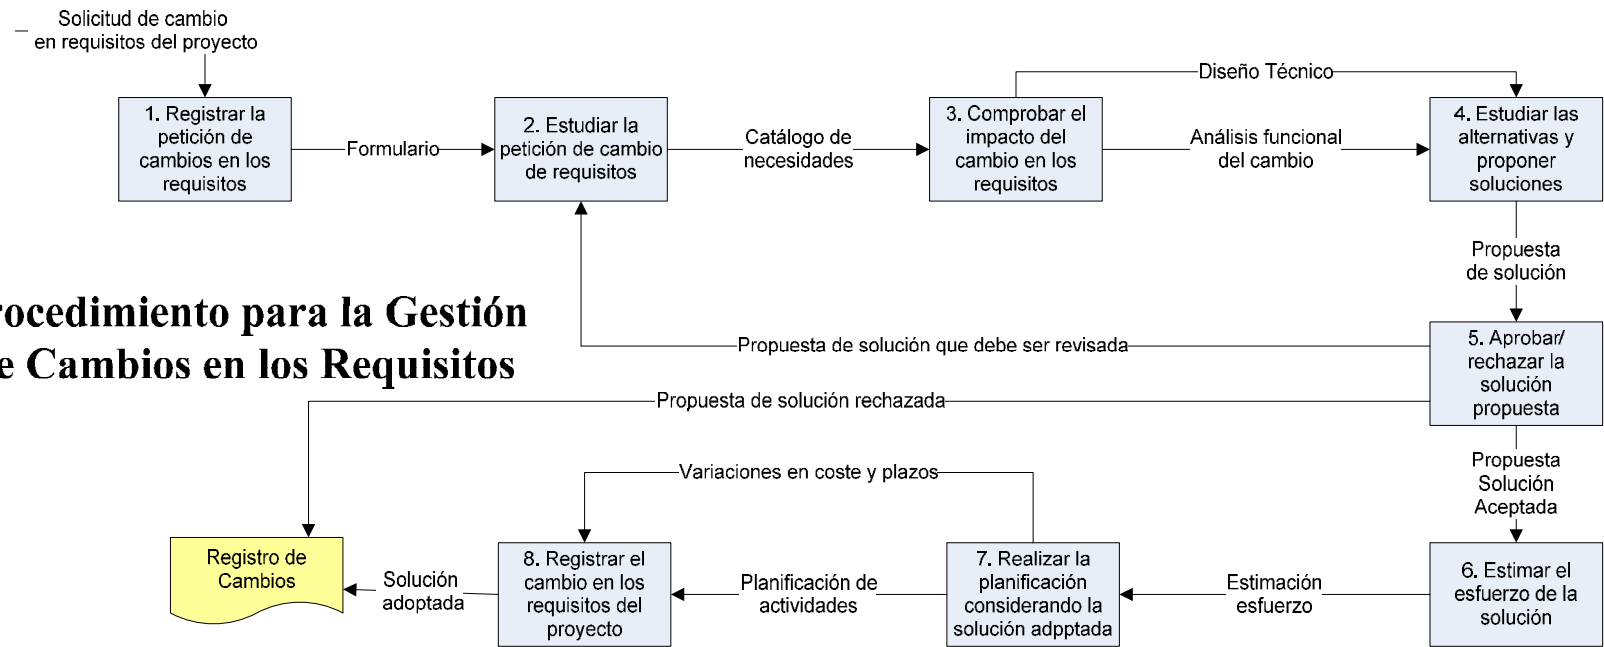 Solicitud de cambio
en requisitos del proyecto
1. Registrar la
petición de
cambios en los
requisitos
Formulario
2. Estudiar la
petición de cambio
de requisitos
Catálogo de
necesidades
3. Comprobar el
impacto del
cambio en los
requisitos
Diseño Técnico
Análisis funcional
del cambio
4. Estudiar las
alternativas y
proponer
soluciones
Propuesta
de solución
rocedimiento para la Gestión
e Cambios en los Requisitos
Propuesta de solución que debe ser revisada
5. Aprobar/
rechazar la
solución
propuesta
Propuesta de solución rechazada
Propuesta
Solución
Aceptada
Variaciones en coste y plazos
Registro de
Cambios
Solución
adoptada
8. Registrar el
cambio en los
requisitos del
proyecto
Planificación de
actividades
7. Realizar la
planificación
considerando la
solución adpptada
Estimación
esfuerzo
6. Estimar el
esfuerzo de la
solución